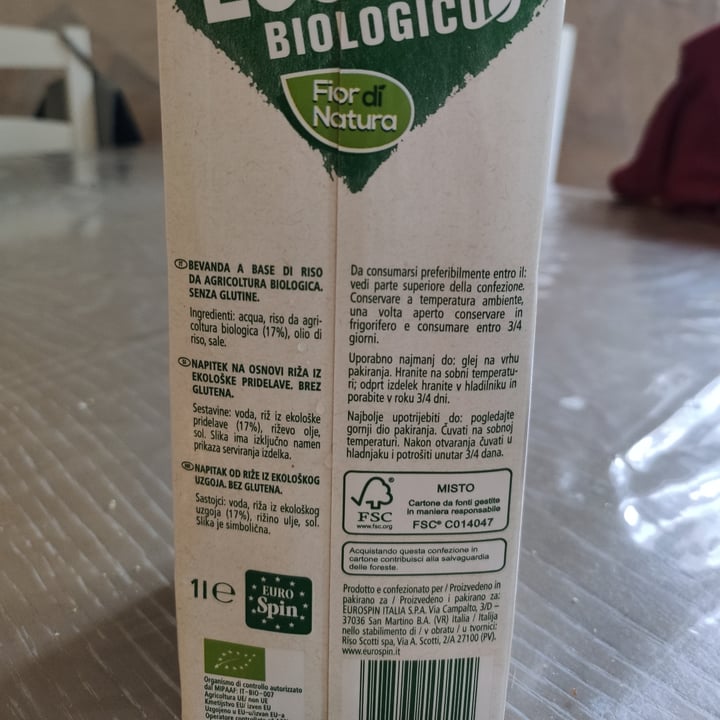 BIOLOGICO
Fior di
Natura
IT BEVANDA A BASE DI RISO
DA AGRICOLTURA BIOLOGICA.
SENZA GLUTINE.
Ingredienti: acqua, riso da agri-
coltura biologica (17%), olio di
riso, sale.
NAPITEK NA OSNOVI RIŽA IZ
EKOLOŠKE PRIDELAVE. BREZ
GLUTENA.
Sestavine: voda, riž iz ekološke
pridelave (17%), riževo olje,
sol. Slika ima izključno namen
prikaza serviranja izdelka.
NAPITAK OD RIŽE IZ EKOLOŠKOG
UZGOJA. BEZ GLUTENA.
Sastojci: voda, riža iz ekološkog
uzgoja (17%), rižino ulje, sol.
Slika je simbolična.
1l e
EURO
Spin
Organismo di controllo autorizzato
dal MIPAAF: IT-BIO-007
Agricoltura UE/ non UE
Kmetijstvo EU/ izven EU
Uzgojeno u EU-u/izvan EU-a
Da consumarsi preferibilmente entro il:
vedi parte superiore della confezione.
Conservare a temperatura ambiente,
una volta aperto conservare in
frigorifero e consumare entro 3/4
giorni.
Uporabno najmanj do: glej na vrhu
pakiranja. Hranite na sobni temperatu-
ri; odprt izdelek hranite v hladilniku in
porabite v roku 3/4 dni.
Najbolje upotrijebiti do: pogledajte
gornji dio pakiranja. Čuvati na sobnoj
temperaturi. Nakon otvaranja čuvati u
hladnjaku i potrošiti unutar 3/4 dana.
FSC
www.fsc.org
MISTO
Cartone da fonti gestite
in maniera responsabile
FSC® C014047
Acquistando questa confezione in
cartone contribuisci alla salvaguardia
delle foreste.
Prodotto e confezionato per / Proizvedeno in
pakirano za / Proizvedeno i pakirano za:
EUROSPIN ITALIA S.P.A. Via Campalto, 3/D –
37036 San Martino B.A. (VR) Italia / Italija
nello stabilimento di / v obratu / u tvornici:
Riso Scotti spa, Via A. Scotti, 2/A 27100 (PV).
www.eurospin.it